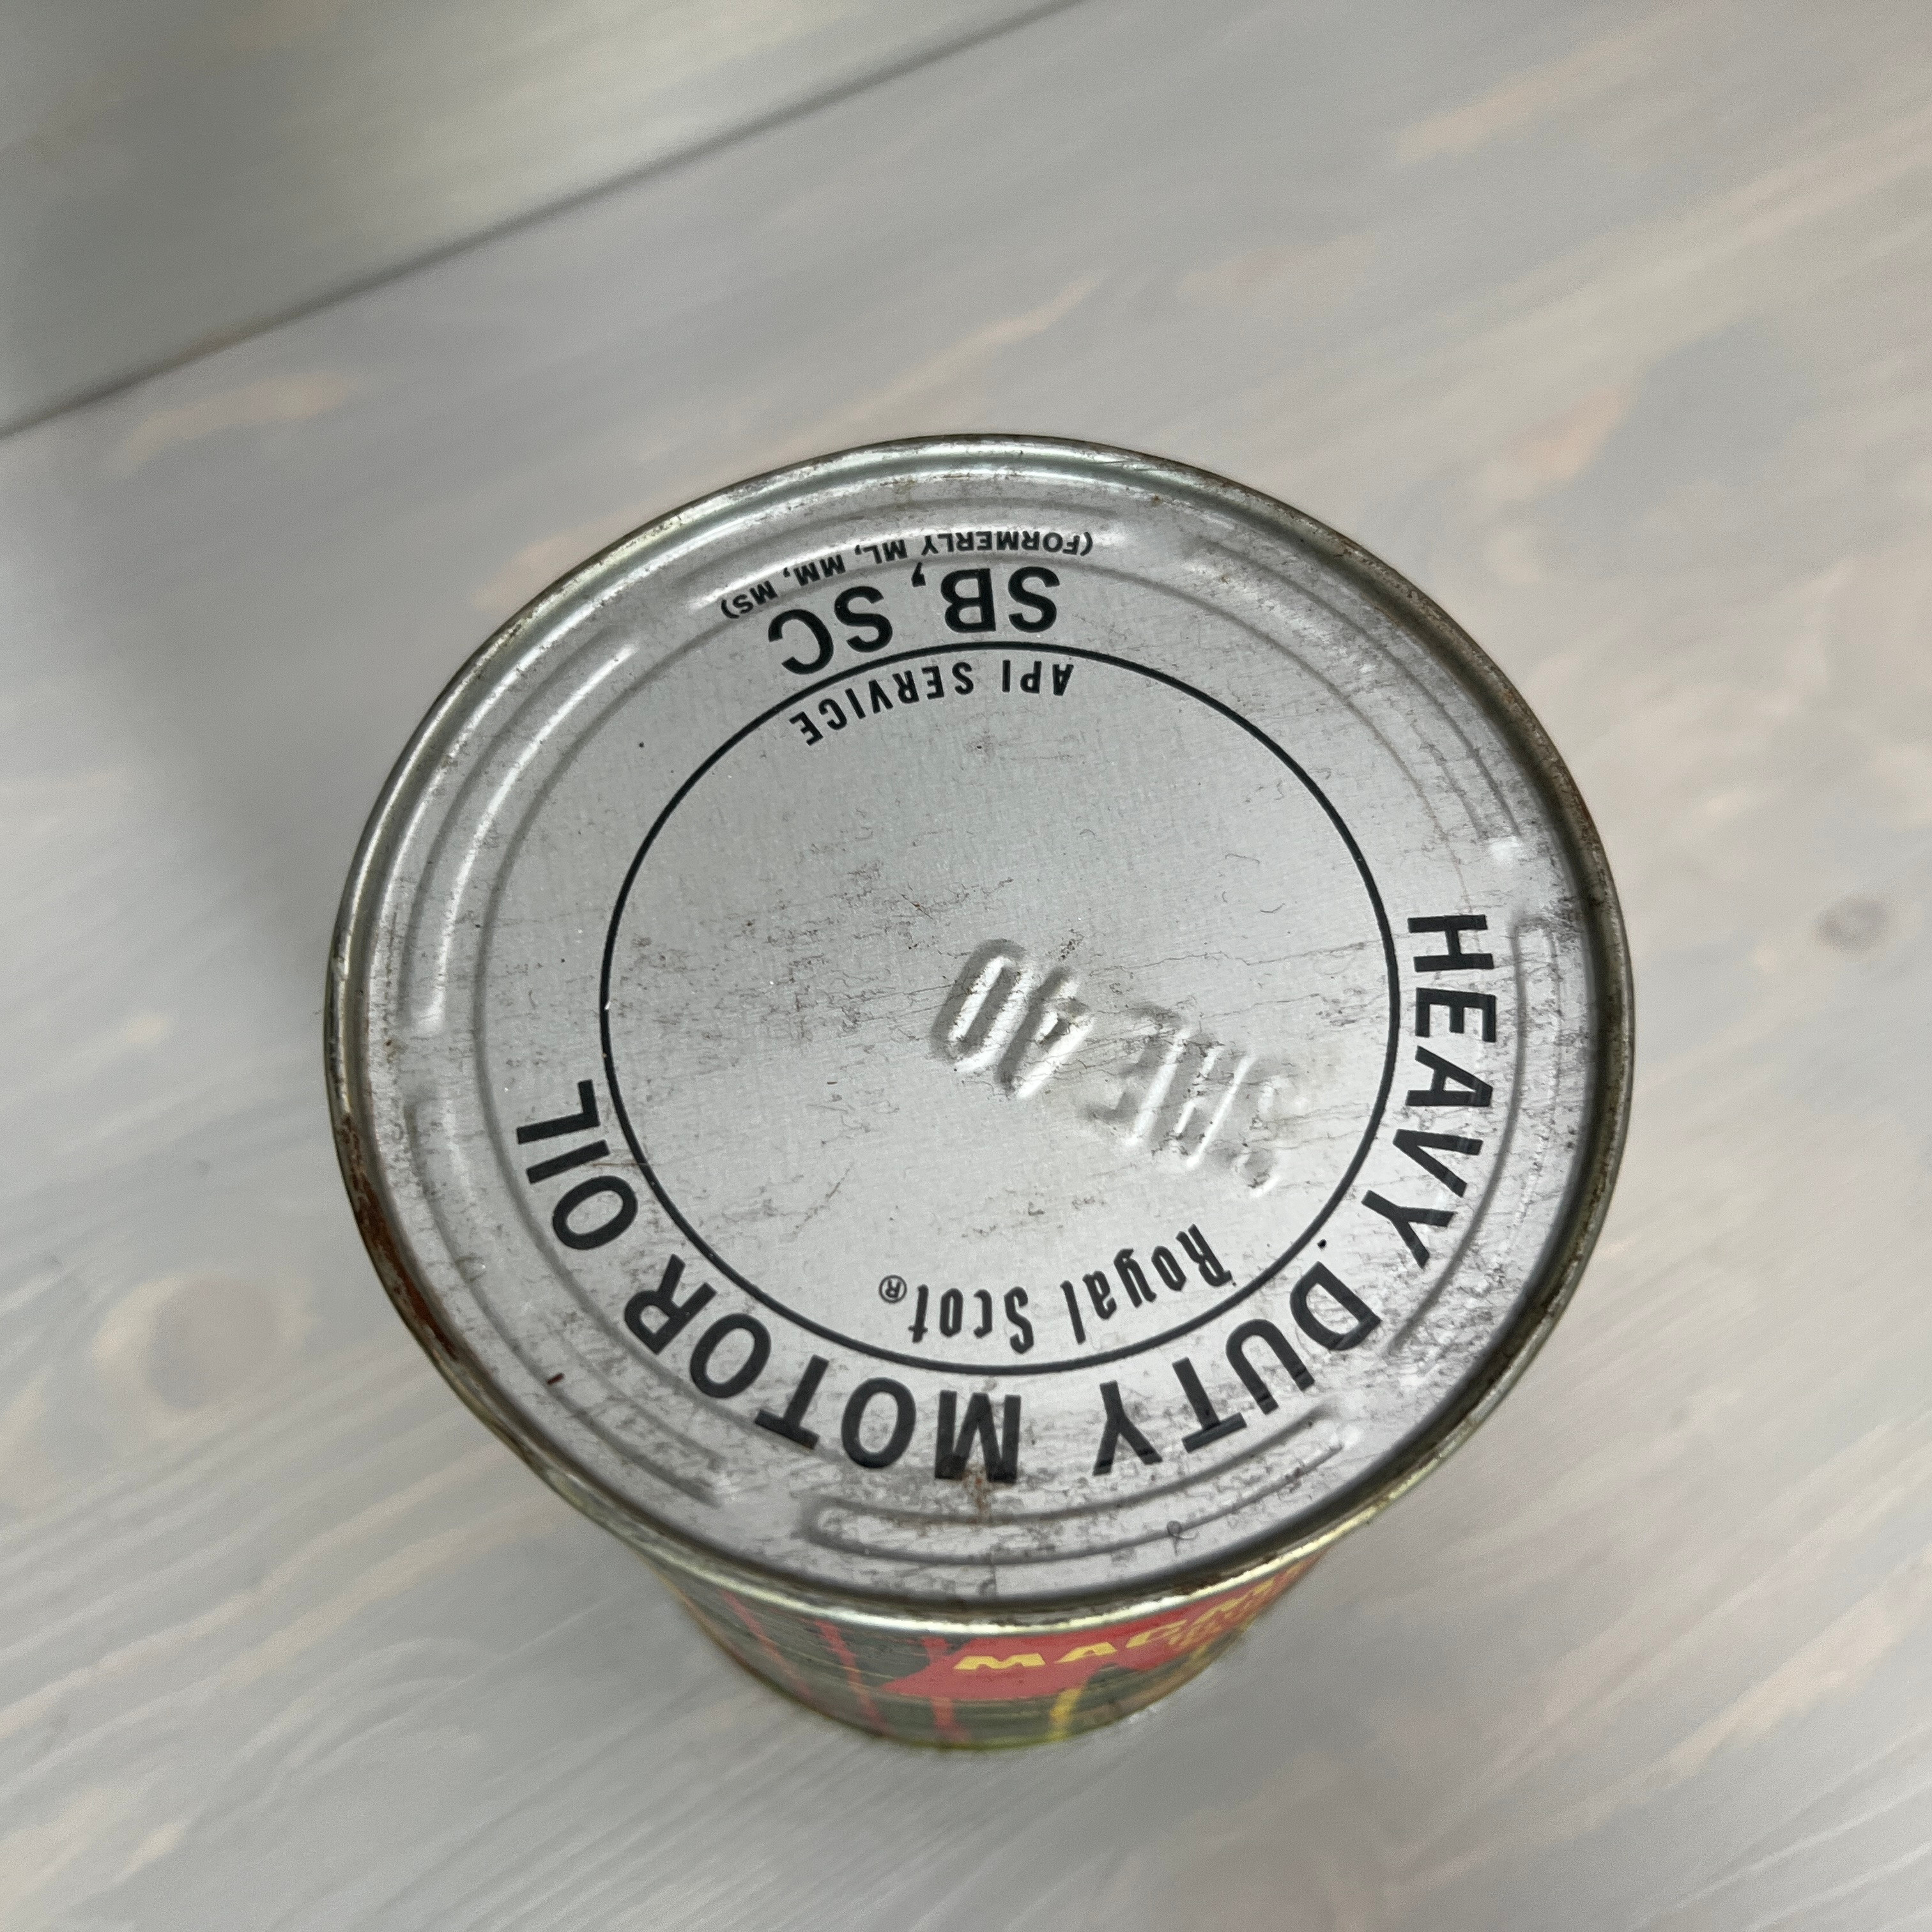 HEAVY DUTY MOTOR OIL
Royal Scot®
SAE 40
API SERVICE
SB, SC
(FORMERLY ML, MM, MS)